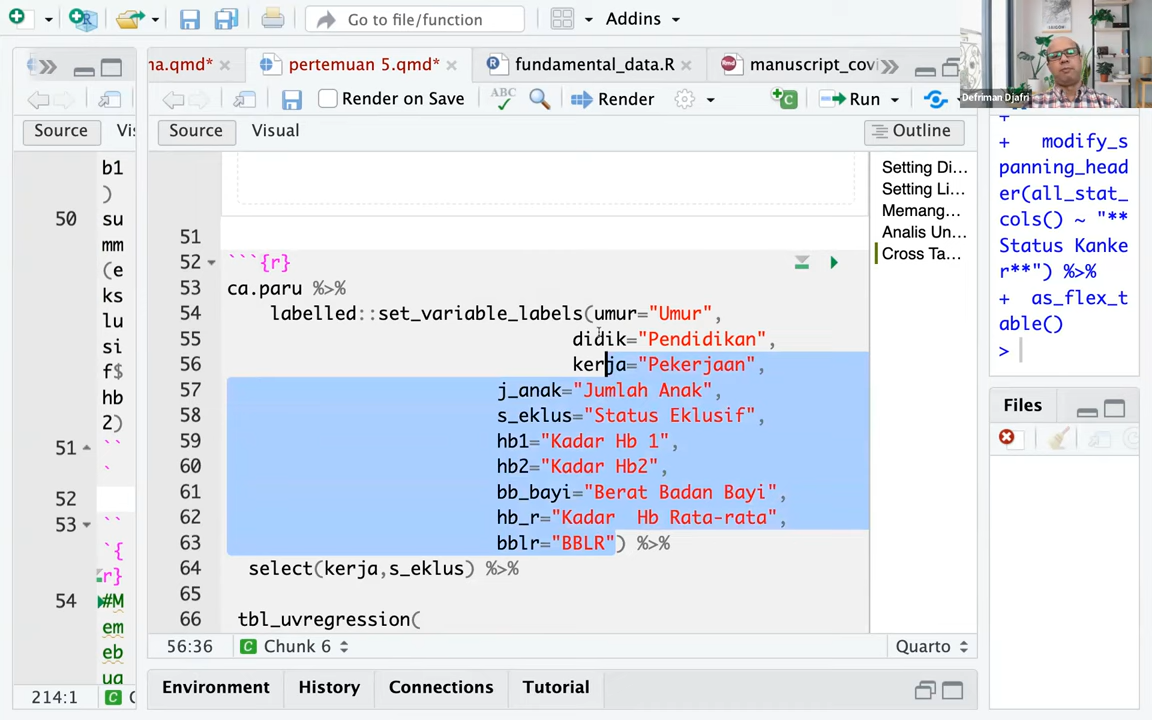 Go to file/function
Addins
na.qmd*
pertemuan 5.qmd*
fundamental_data.R
manuscript_covi
Defriman Djafri
Render on Save
ABC
Render
Run
Source
Vis
Source
Visual
Outline
b1
)
50 su
mm
(e
ks
lu
si
f$
hb
2)
51 ``
`
52
53 ``
`{
r}
54 #M
em
eb
ua
214:1
51
52 ```{r}
53 ca.paru %>%
54 labelled::set_variable_labels(umur="Umur",
55 didik="Pendidikan",
56 kerja="Pekerjaan",
57 j_anak="Jumlah Anak",
58 s_eklus="Status Eklusif",
59 hb1="Kadar Hb 1",
60 hb2="Kadar Hb2",
61 bb_bayi="Berat Badan Bayi",
62 hb_r="Kadar  Hb Rata-rata",
63 bblr="BBLR") %>%
64 select(kerja,s_eklus) %>%
65
66 tbl_uvregression(
56:36
Chunk 6
Quarto
Setting Di...
Setting Li...
Memang...
Analis Un...
Cross Ta...
+
+ modify_s
panning_head
er(all_stat_
cols() ~ "**
Status Kanke
r**") %>%
+ as_flex_t
able()
>
Files
Environment
History
Connections
Tutorial